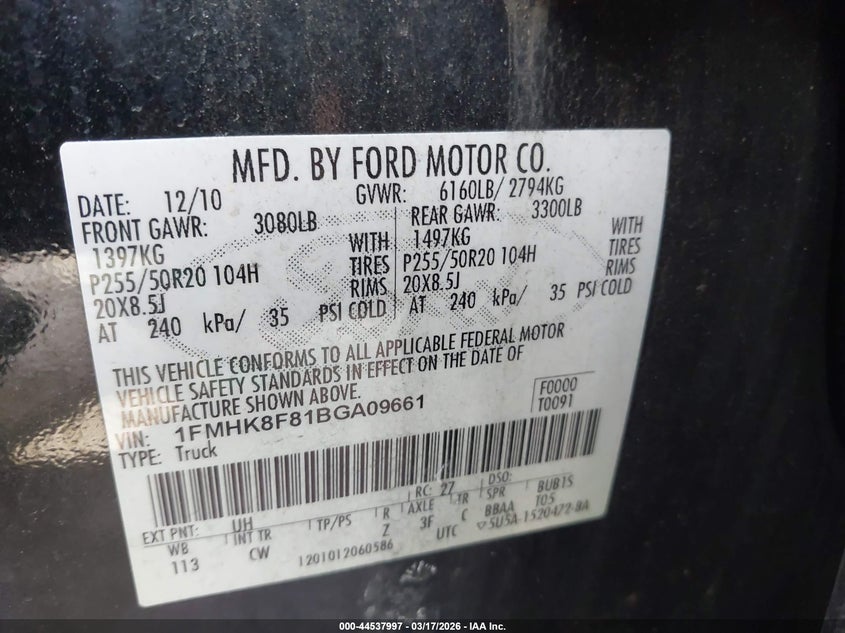 MFD. BY FORD MOTOR CO.
DATE: 12/10 GVWR: 6160LB/ 2794KG
FRONT GAWR: 3080LB REAR GAWR: 3300LB
1397KG WITH 1497KG WITH
P255/50R20 104H TIRES P255/50R20 104H TIRES
20X8.5J RIMS 20X8.5J RIMS
AT 240 kPa/ 35 PSI COLD AT 240 kPa/ 35 PSI COLD
THIS VEHICLE CONFORMS TO ALL APPLICABLE FEDERAL MOTOR
VEHICLE SAFETY STANDARDS IN EFFECT ON THE DATE OF
MANUFACTURE SHOWN ABOVE.
F0000
T0091
VIN: 1FMHK8F81BGA09661
TYPE: Truck
EXT PNT: UH RC: 27 DSO:
WB INT TR TP/PS R AXLE TR SPR BUB1S
113 CW Z 3F C BBAA T05
1201012060586 UTC ▽5U5A-1520472-BA
000-44537997 - 03/17/2026 - IAA Inc.